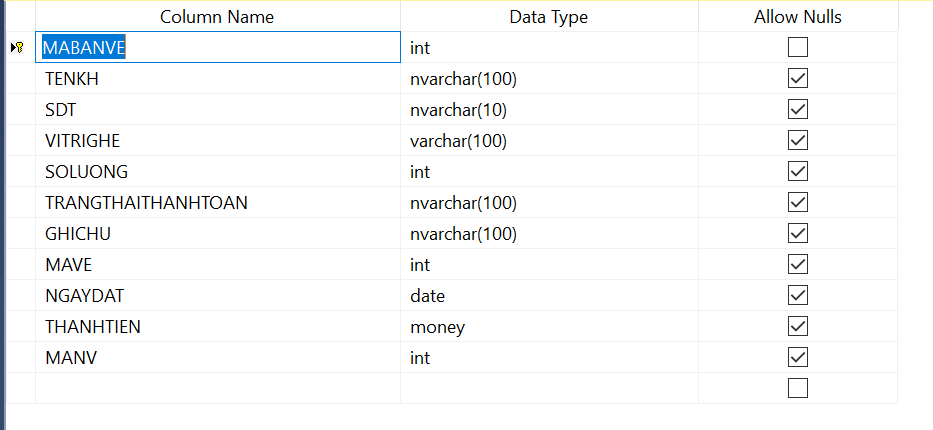 Column Name Data Type Allow Nulls
MABANVE int
TENKH nvarchar(100)
SDT nvarchar(10)
VITRIGHE varchar(100)
SOLUONG int
TRANGTHAITHANHTOAN nvarchar(100)
GHICHU nvarchar(100)
MAVE int
NGAYDAT date
THANHTIEN money
MANV int